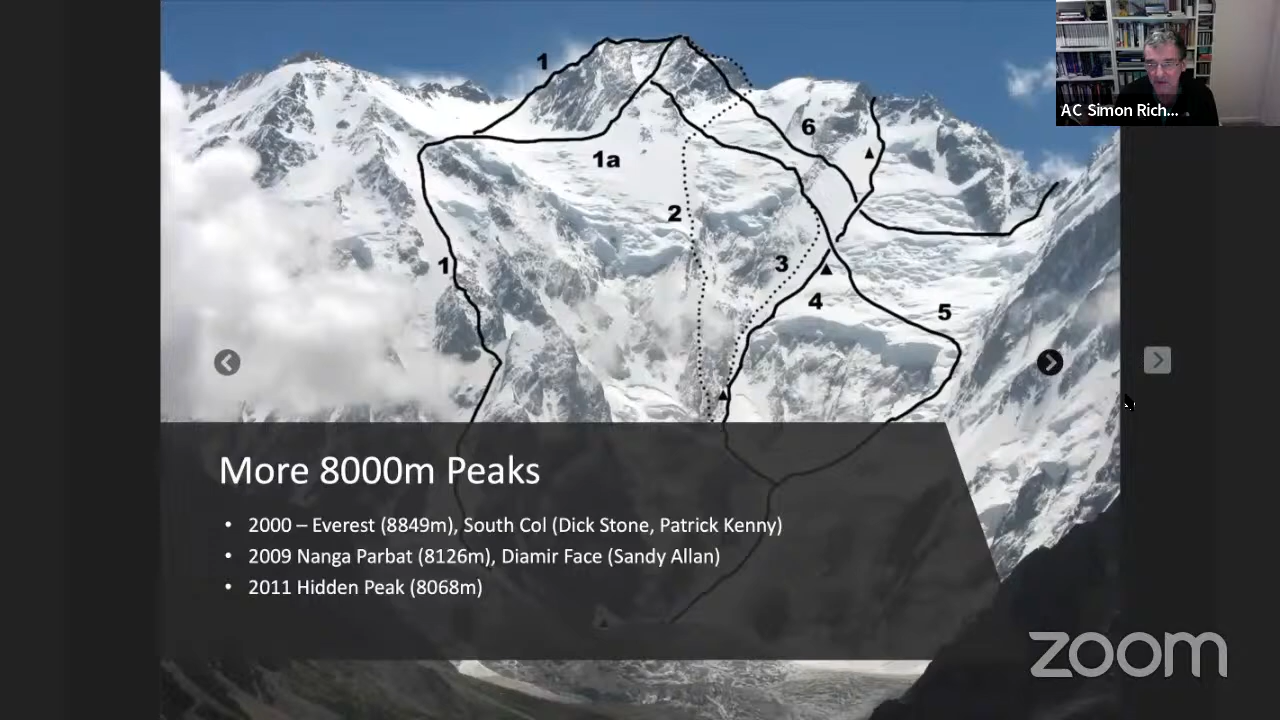 AC Simon Rich...
1
6
1a
2
1
3
4
5
More 8000m Peaks
• 2000 – Everest (8849m), South Col (Dick Stone, Patrick Kenny)
• 2009 Nanga Parbat (8126m), Diamir Face (Sandy Allan)
• 2011 Hidden Peak (8068m)
zoom